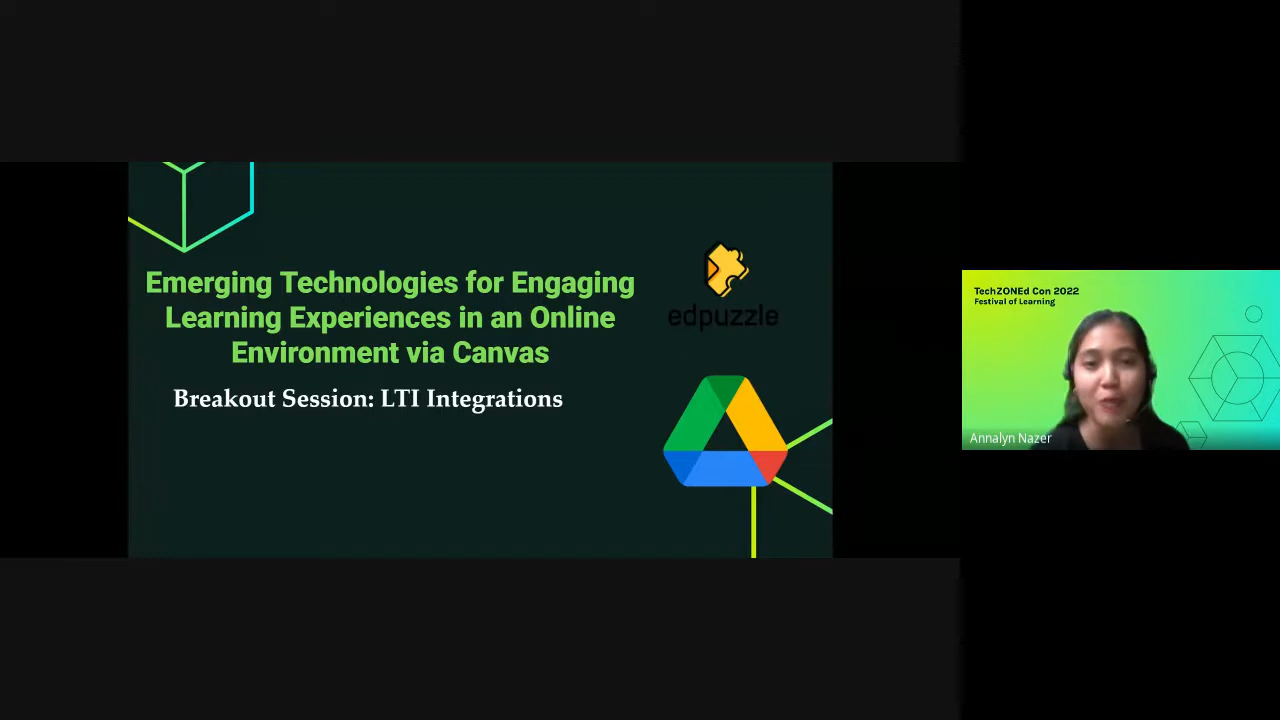 Emerging Technologies for Engaging
Learning Experiences in an Online
Environment via Canvas
Breakout Session: LTI Integrations
edpuzzle
TechZONEd Con 2022
Festival of Learning
Annalyn Nazer